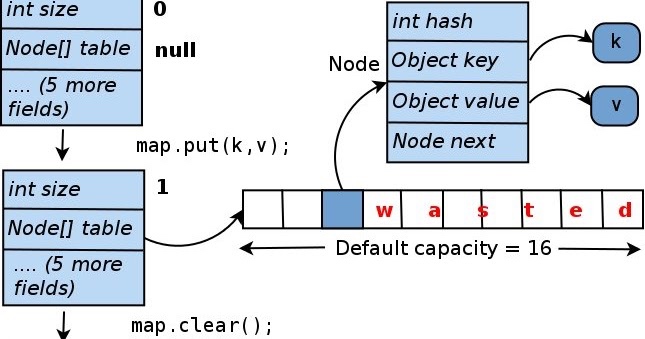 int size 0
Node[] table null
.... (5 more
fields)
map.put(k,v);
int hash
Node
Object key
k
Object value
v
Node next
int size 1
Node[] table
.... (5 more
fields)
w a s t e d
Default capacity = 16
map.clear();